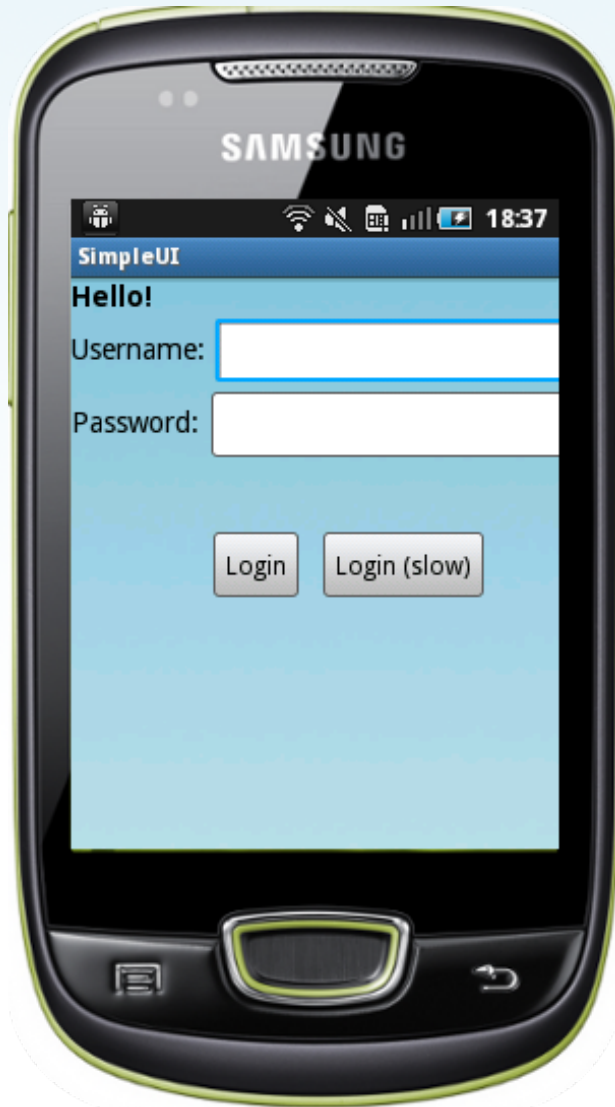 SAMSUNG
18:37
SimpleUI
Hello!
Username:
Password:
Login Login (slow)